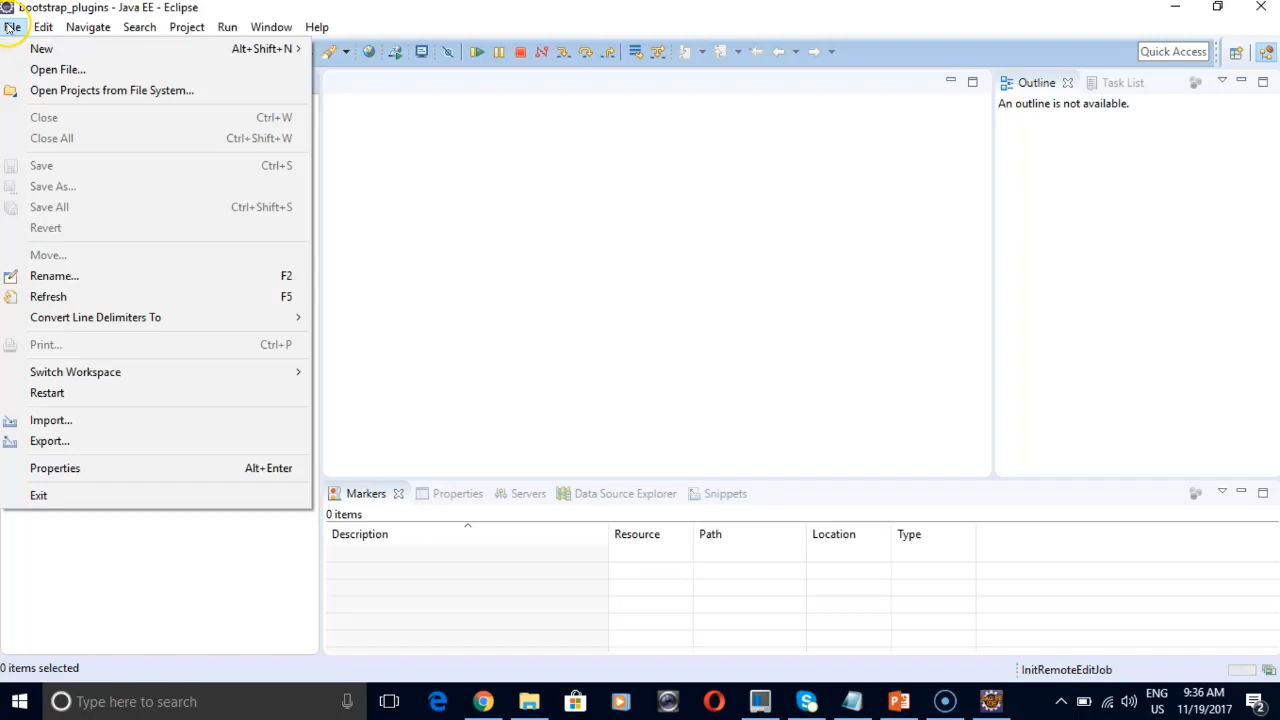 Bootstrap_plugins - Java EE - Eclipse
File Edit Navigate Search Project Run Window Help
Quick Access
New Alt+Shift+N
Open File...
Open Projects from File System...
Close Ctrl+W
Close All Ctrl+Shift+W
Save Ctrl+S
Save As...
Save All Ctrl+Shift+S
Revert
Move...
Rename... F2
Refresh F5
Convert Line Delimiters To
Print... Ctrl+P
Switch Workspace
Restart
Import...
Export...
Properties Alt+Enter
Exit
Outline Task List
An outline is not available.
Markers Properties Servers Data Source Explorer Snippets
0 items
Description Resource Path Location Type
0 items selected InitRemoteEditJob
Type here to search
ENG 9:36 AM
US 11/19/2017 2